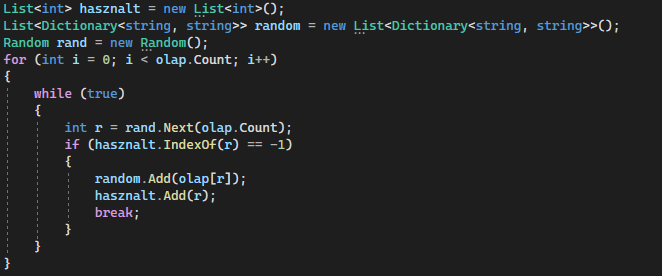 List<int> hasznalt = new List<int>();
List<Dictionary<string, string>> random = new List<Dictionary<string, string>>();
Random rand = new Random();
for (int i = 0; i < olap.Count; i++)
{
    while (true)
    {
        int r = rand.Next(olap.Count);
        if (hasznalt.IndexOf(r) == -1)
        {
            random.Add(olap[r]);
            hasznalt.Add(r);
            break;
        }
    }
}